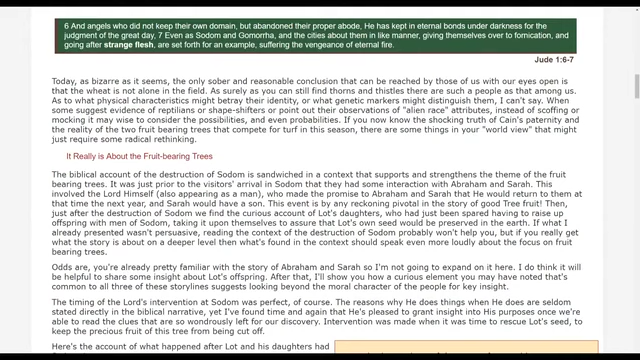 6 And angels who did not keep their own domain, but abandoned their proper abode, He has kept in eternal bonds under darkness for the
judgment of the great day, 7 Even as Sodom and Gomorrha, and the cities about them in like manner, giving themselves over to fornication, and
going after strange flesh, are set forth for an example, suffering the vengeance of eternal fire.
Jude 1:6-7
Today, as bizarre as it seems, the only sober and reasonable conclusion that can be reached by those of us with our eyes open is
that the wheat is not alone in the field. As surely as you can still find thorns and thistles there are such a people as that among us.
As to what physical characteristics might betray their identity, or what genetic markers might distinguish them, I can't say. When
some suggest evidence of reptilians or shape-shifters or point out their observations of "alien race" attributes, instead of scoffing or
mocking it may wise to consider the possibilities, and even probabilities. If you now know the shocking truth of Cain's paternity and
the reality of the two fruit bearing trees that compete for turf in this season, there are some things in your "world view" that might
just require some radical rethinking.
It Really is About the Fruit-bearing Trees
The biblical account of the destruction of Sodom is sandwiched in a context that supports and strengthens the theme of the fruit
bearing trees. It was just prior to the visitors' arrival in Sodom that they had some interaction with Abraham and Sarah. This
involved the Lord Himself (also appearing as a man), who made the promise to Abraham and Sarah that He would return to them at
that time the next year, and Sarah would have a son. This event is by any reckoning pivotal in the story of good Tree fruit! Then,
just after the destruction of Sodom we find the curious account of Lot's daughters, who had just been spared having to raise up
offspring with men of Sodom, taking it upon themselves to assure that Lot's own seed would be preserved in the earth. If what I
already presented wasn't persuasive, reading the context of the destruction of Sodom probably won't help you, but if you really get
what the story is about on a deeper level then what's found in the context should speak even more loudly about the focus on fruit
bearing trees.
Odds are, you're already pretty familiar with the story of Abraham and Sarah so I'm not going to expand on it here. I do think it will
be helpful to share some insight about Lot's offspring. After that, I'll show you how a curious element you may have noted that's
common to all three of these storylines suggests looking beyond the moral character of the people for key insight.
The timing of the Lord's intervention at Sodom was perfect, of course. The reasons why He does things when He does are seldom
stated directly in the biblical narrative, yet I've found time and again that He's pleased to grant insight into His purposes once we're
able to read the clues that are so wondrously left for our discovery. Intervention was made when it was time to rescue Lot's seed, to
keep the precious fruit of this tree from being cut off.
Here's the account of what happened after Lot and his daughters had